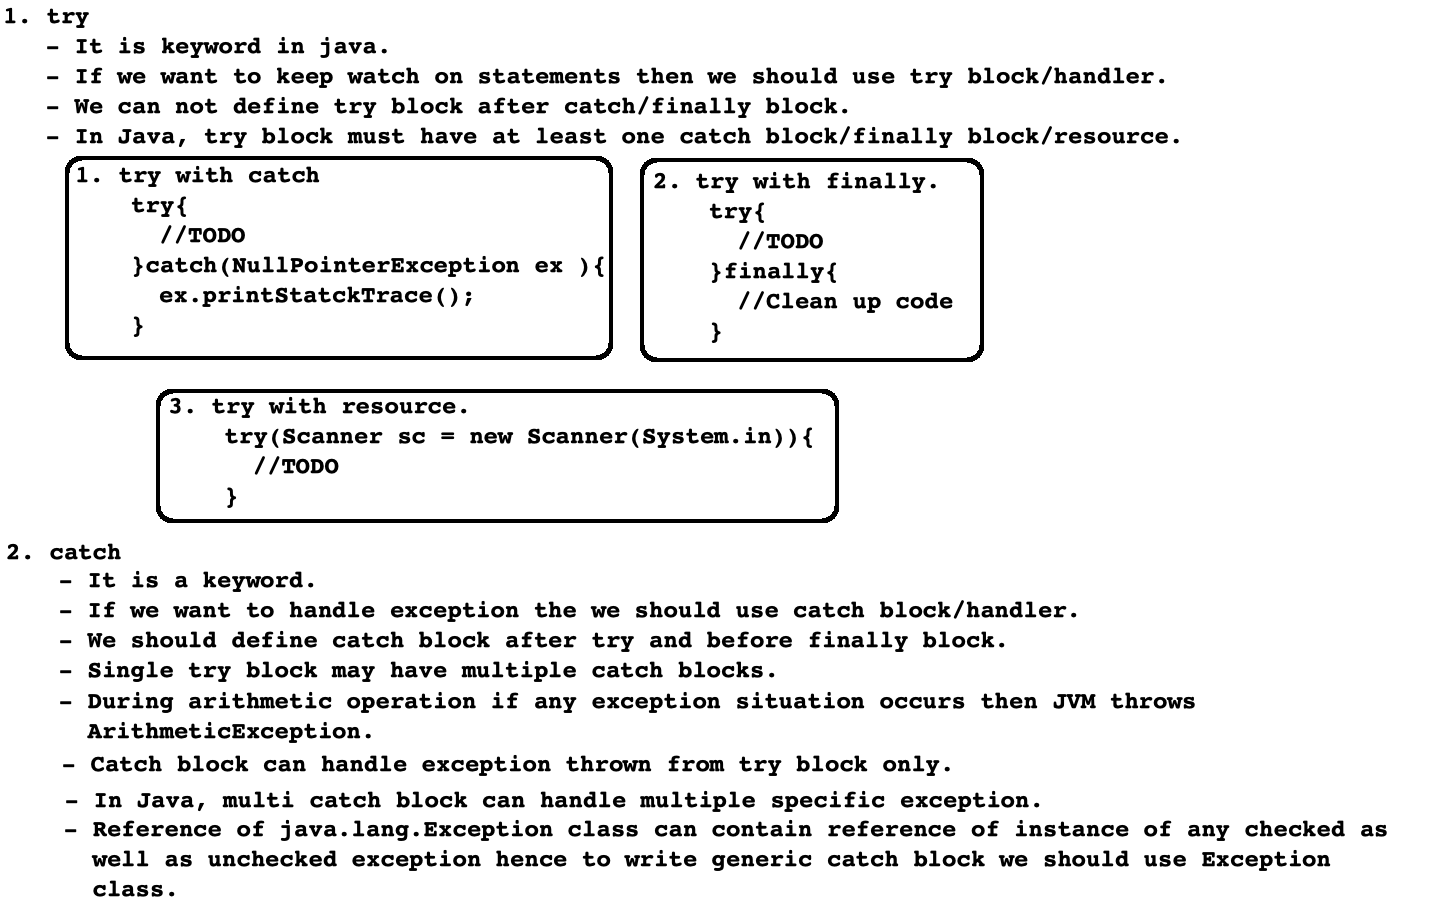 1. try
- It is keyword in java.
- If we want to keep watch on statements then we should use try block/handler.
- We can not define try block after catch/finally block.
- In Java, try block must have at least one catch block/finally block/resource.
1. try with catch
try{
//TODO
}catch(NullPointerException ex ){
ex.printStatckTrace();
}
2. try with finally.
try{
//TODO
}finally{
//Clean up code
}
3. try with resource.
try(Scanner sc = new Scanner(System.in)){
//TODO
}
2. catch
- It is a keyword.
- If we want to handle exception the we should use catch block/handler.
- We should define catch block after try and before finally block.
- Single try block may have multiple catch blocks.
- During arithmetic operation if any exception situation occurs then JVM throws
ArithmeticException.
- Catch block can handle exception thrown from try block only.
- In Java, multi catch block can handle multiple specific exception.
- Reference of java.lang.Exception class can contain reference of instance of any checked as
well as unchecked exception hence to write generic catch block we should use Exception
class.